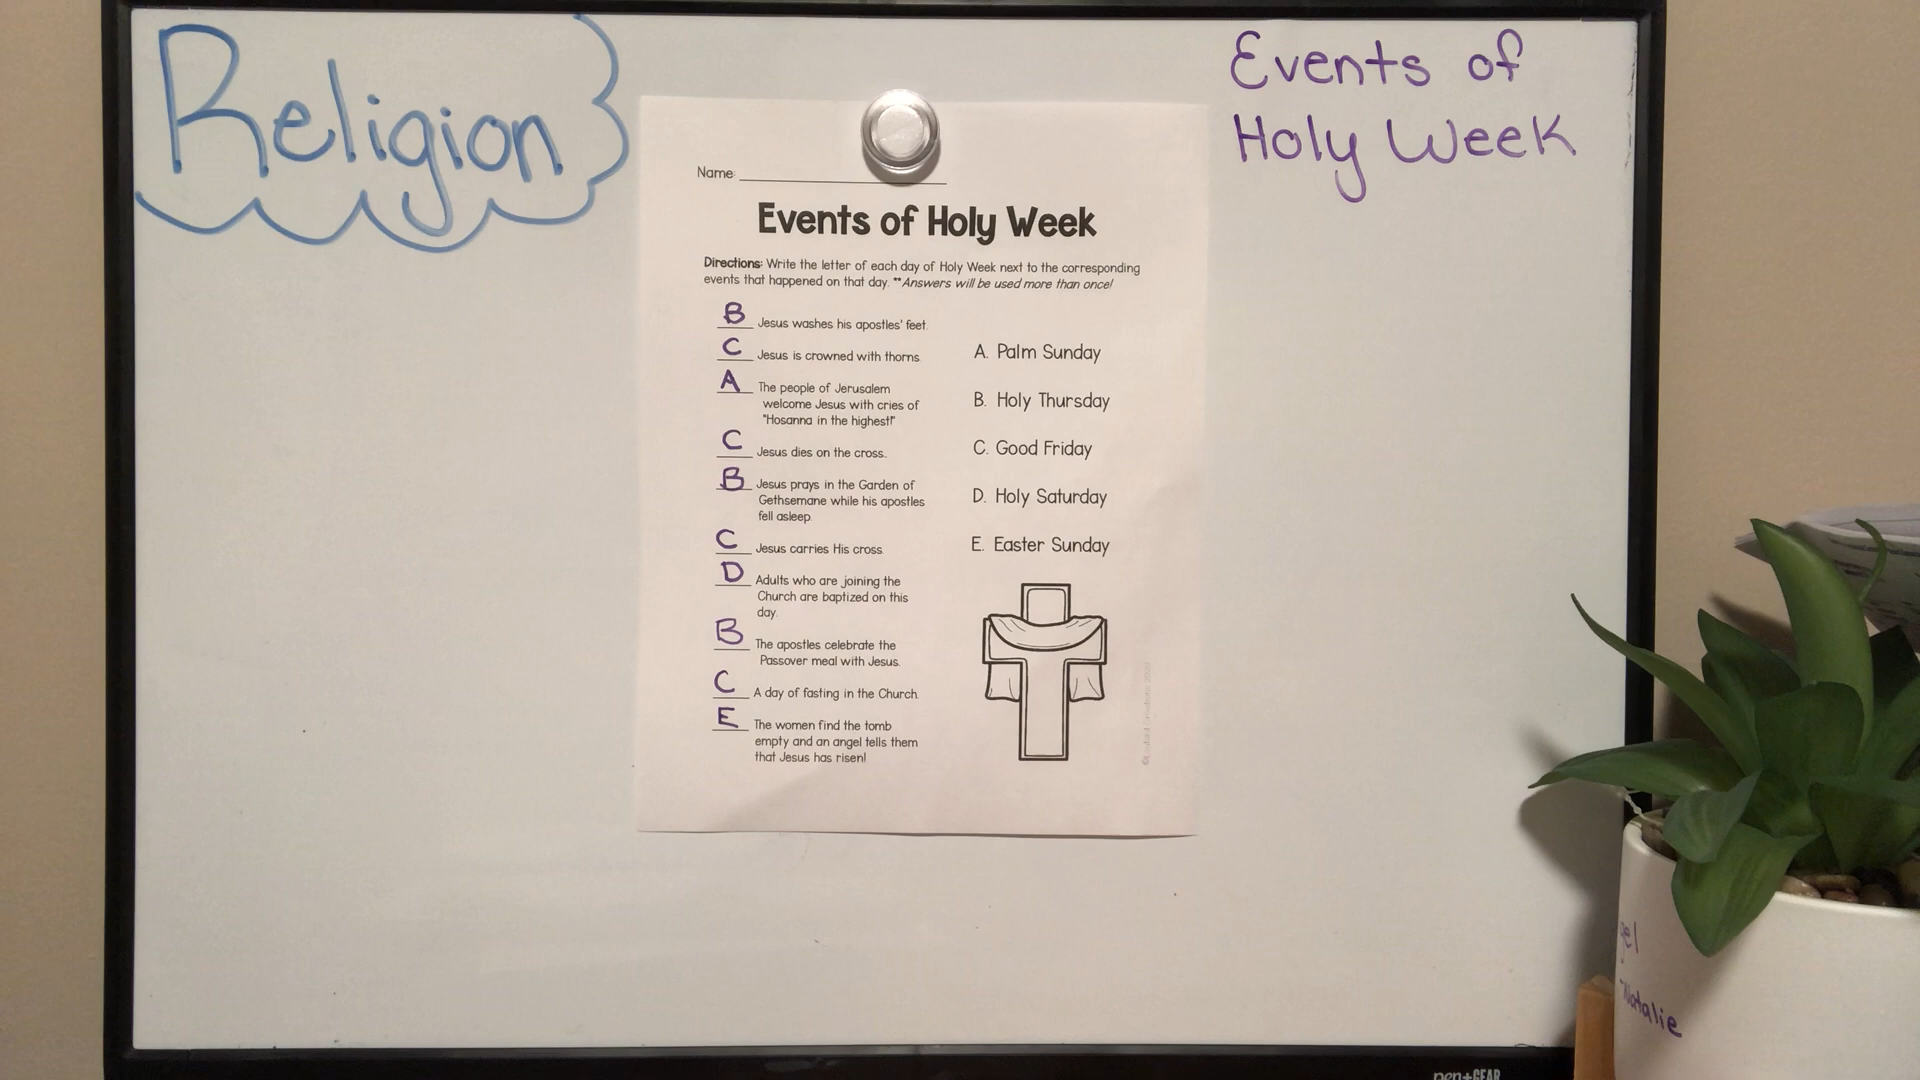 Religion
Events of
Holy Week
Name:
Events of Holy Week
Directions: Write the letter of each day of Holy Week next to the corresponding
events that happened on that day. **Answers will be used more than once!
B Jesus washes his apostles' feet.
C Jesus is crowned with thorns.
A The people of Jerusalem
welcome Jesus with cries of
"Hosanna in the highest!"
C Jesus dies on the cross.
B Jesus prays in the Garden of
Gethsemane while his apostles
fell asleep.
C Jesus carries His cross.
D Adults who are joining the
Church are baptized on this
day.
B The apostles celebrate the
Passover meal with Jesus.
C A day of fasting in the Church.
E The women find the tomb
empty and an angel tells them
that Jesus has risen!
A. Palm Sunday
B. Holy Thursday
C. Good Friday
D. Holy Saturday
E. Easter Sunday
gel
-Natalie
pen+GEAR